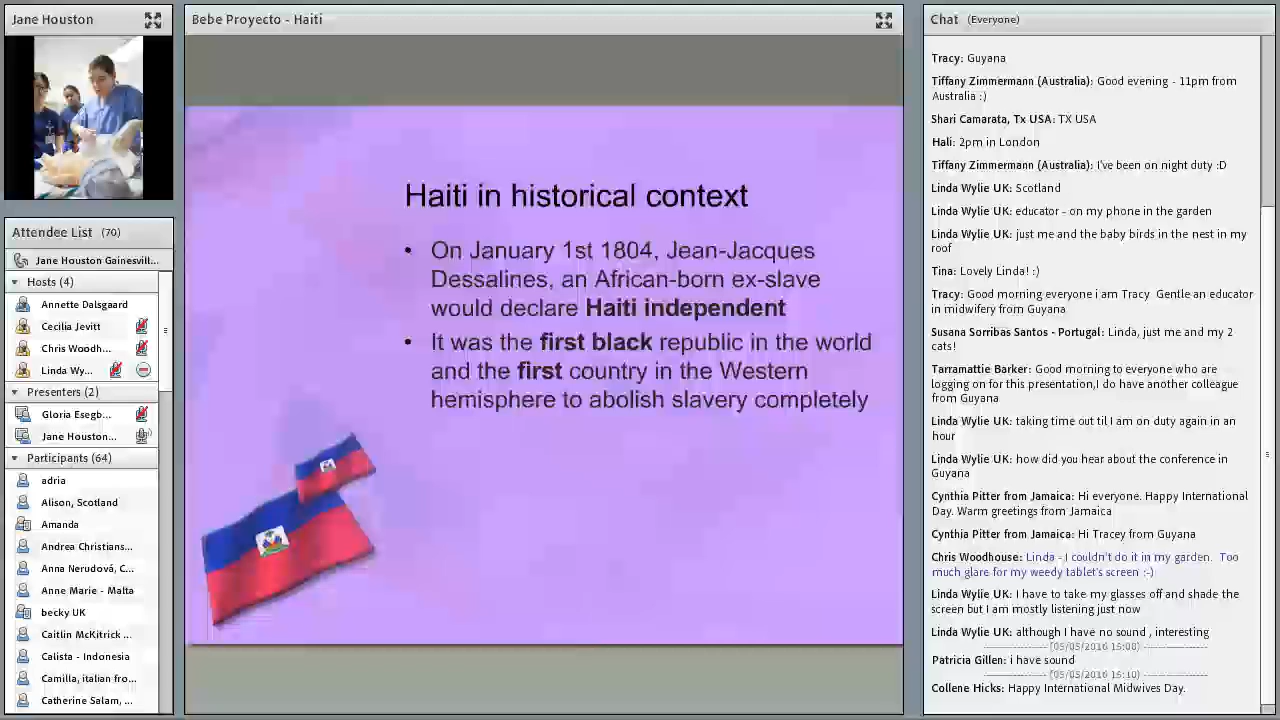 Jane Houston
Bebe Proyecto - Haiti
Chat (Everyone)
Attendee List (70)
Jane Houston Gainesvill...
Hosts (4)
Annette Dalsgaard
Cecilia Jevitt
Chris Woodh...
Linda Wy...
Presenters (2)
Gloria Esegb...
Jane Houston...
Participants (64)
adria
Alison, Scotland
Amanda
Andrea Christians...
Anna Nerudová, C...
Anne Marie - Malta
becky UK
Caitlin McKitrick ...
Calista - Indonesia
Camilla, italian fro...
Catherine Salam, ...
Haiti in historical context
• On January 1st 1804, Jean-Jacques
Dessalines, an African-born ex-slave
would declare Haiti independent
• It was the first black republic in the world
and the first country in the Western
hemisphere to abolish slavery completely
Tracy: Guyana
Tiffany Zimmermann (Australia): Good evening - 11pm from
Australia :)
Shari Camarata, Tx USA: TX USA
Hali: 2pm in London
Tiffany Zimmermann (Australia): I've been on night duty :D
Linda Wylie UK: Scotland
Linda Wylie UK: educator - on my phone in the garden
Linda Wylie UK: just me and the baby birds in the nest in my
roof
Tina: Lovely Linda! :)
Tracy: Good morning everyone i am Tracy Gentle an educator
in midwifery from Guyana
Susana Sorribas Santos - Portugal: Linda, just me and my 2
cats!
Tarramattie Barker: Good morning to everyone who are
logging on for this presentation,I do have another colleague
from Guyana
Linda Wylie UK: taking time out til I am on duty again in an
hour
Linda Wylie UK: how did you hear about the conference in
Guyana
Cynthia Pitter from Jamaica: Hi everyone. Happy International
Day. Warm greetings from Jamaica
Cynthia Pitter from Jamaica: Hi Tracey from Guyana
Chris Woodhouse: Linda - I couldn't do it in my garden. Too
much glare for my weedy tablet's screen :-)
Linda Wylie UK: I have to take my glasses off and shade the
screen but I am mostly listening just now
Linda Wylie UK: although I have no sound , interesting
(05/05/2016 15:08)
Patricia Gillen: i have sound
(05/05/2016 15:10)
Collene Hicks: Happy International Midwives Day.